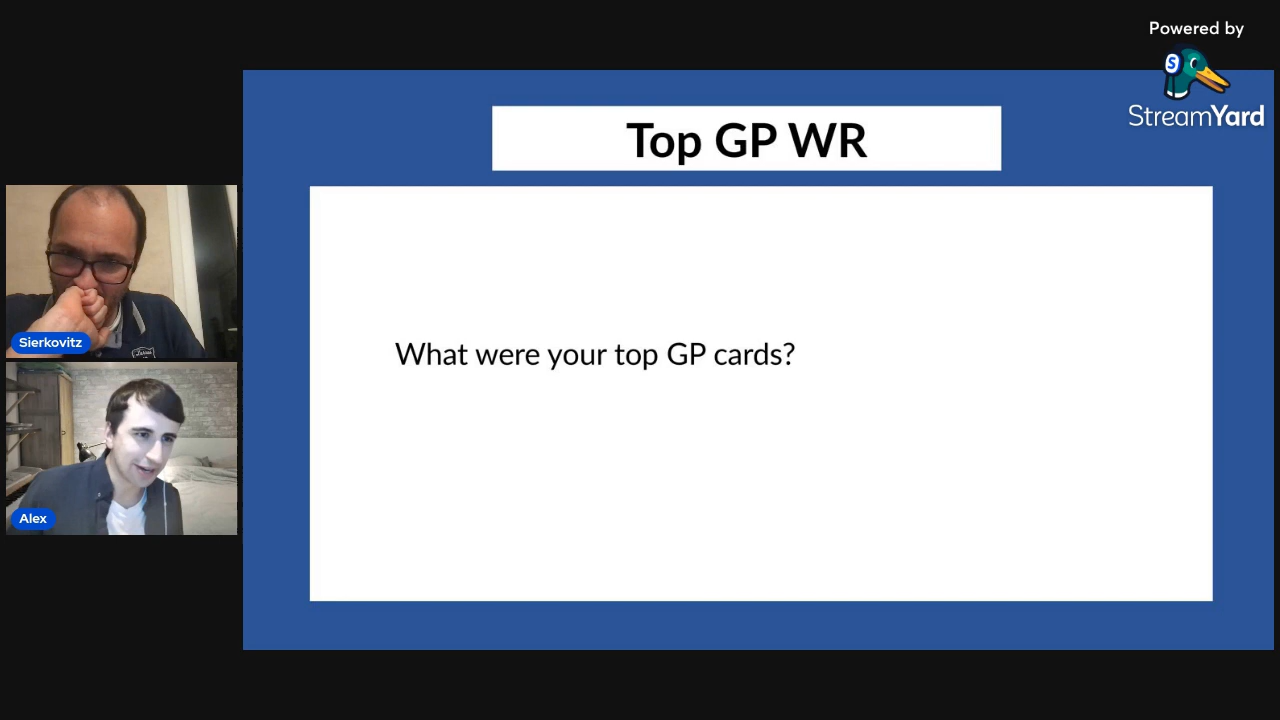 Powered by
StreamYard
Top GP WR
What were your top GP cards?
Sierkovitz
Alex